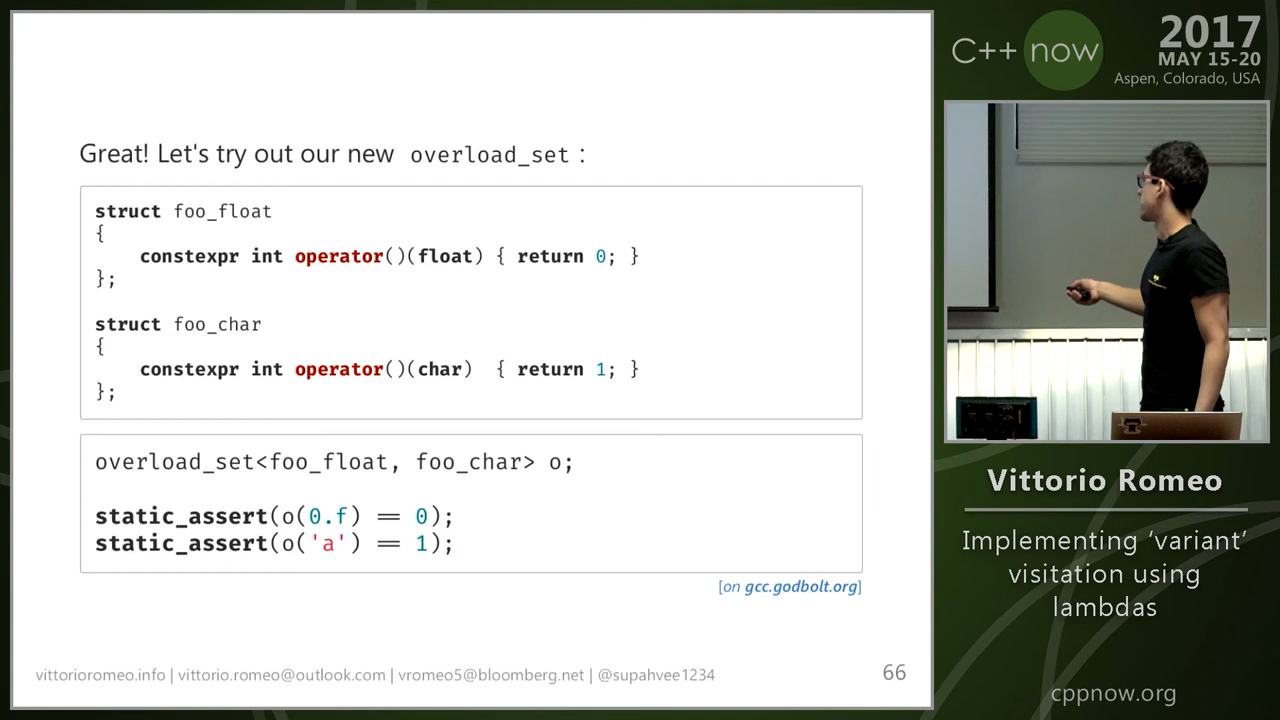 Great! Let's try out our new overload_set :
struct foo_float
{
    constexpr int operator()(float) { return 0; }
};
struct foo_char
{
    constexpr int operator()(char)  { return 1; }
};
overload_set<foo_float, foo_char> o;
static_assert(o(0.f) == 0);
static_assert(o('a') == 1);
[on gcc.godbolt.org]
vittorioromeo.info | vittorio.romeo@outlook.com | vromeo5@bloomberg.net | @supahvee1234
66
C++ now
2017
MAY 15-20
Aspen, Colorado, USA
Vittorio Romeo
Implementing ‘variant’
visitation using
lambdas
cppnow.org